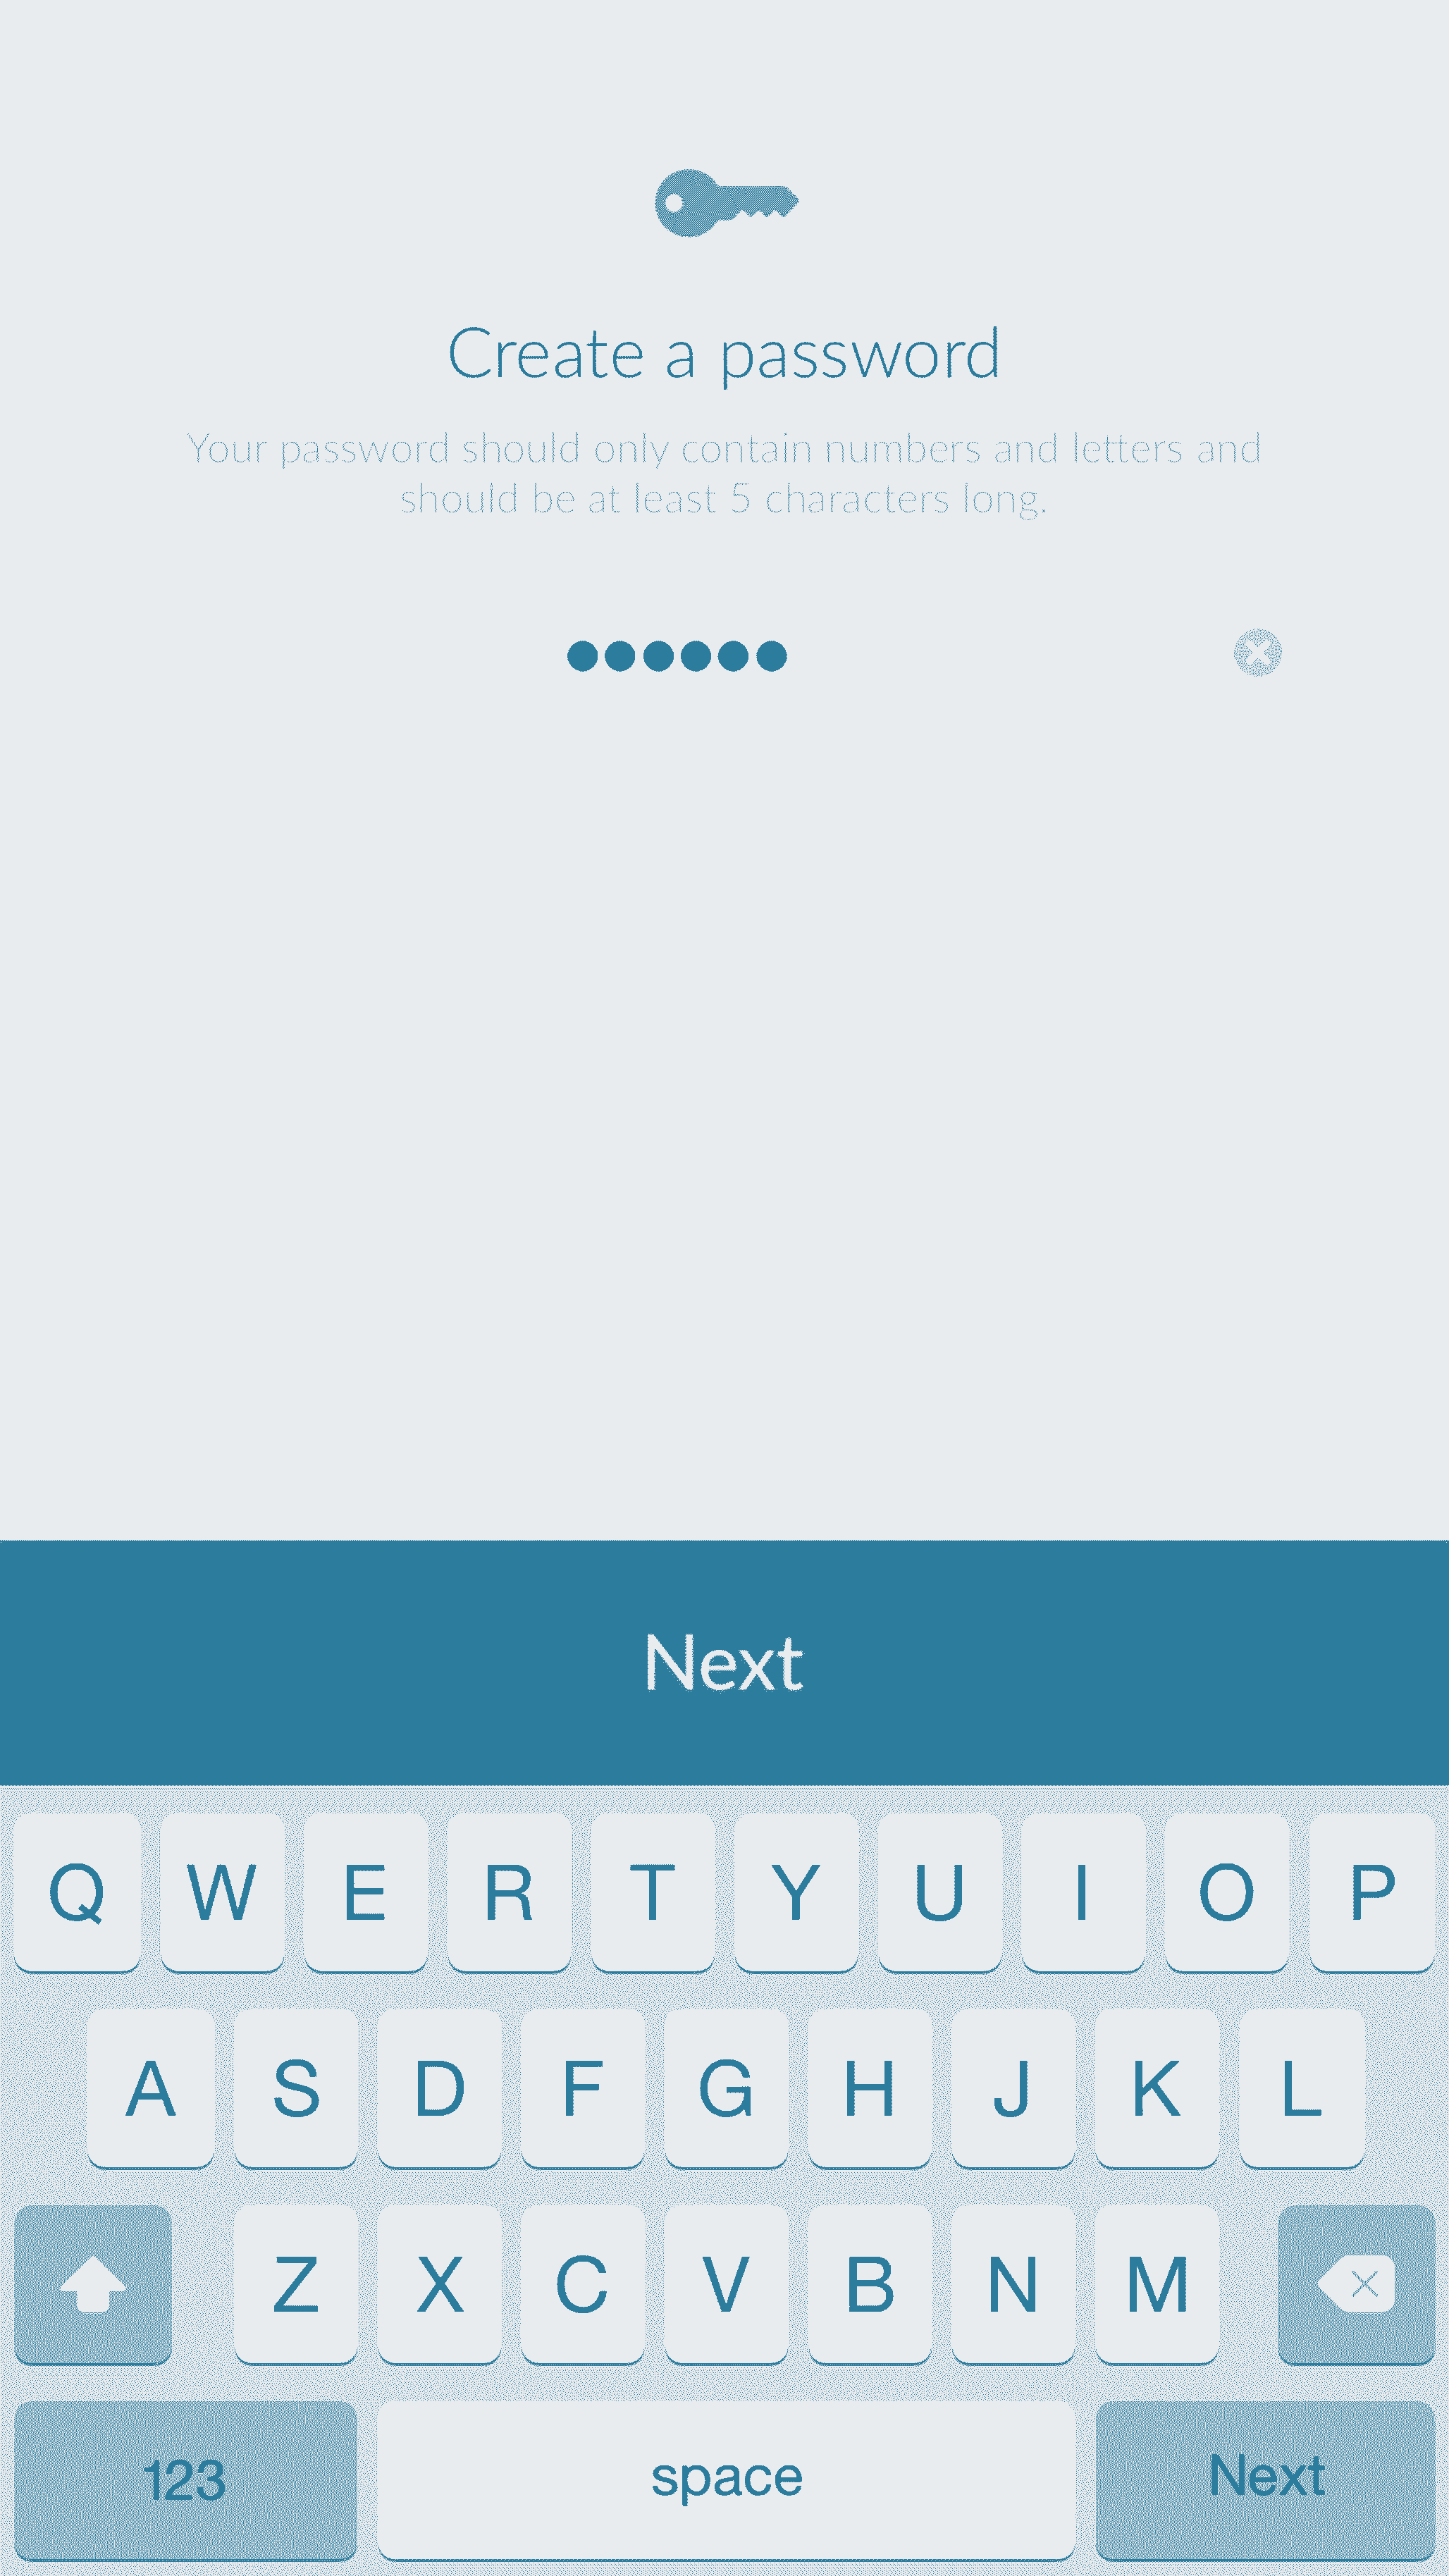 Create a password
Your password should only contain numbers and letters and
should be at least 5 characters long.
Next
Q W E R T Y U I O P
A S D F G H J K L
Z X C V B N M
123 space Next